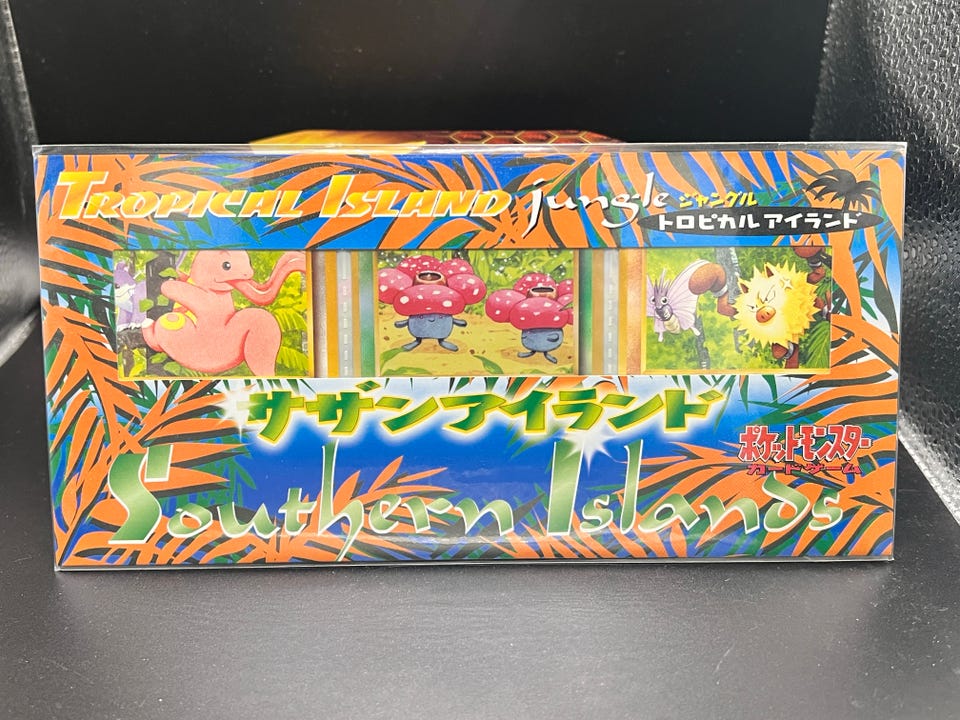 TROPICAL ISLAND jungle ジャングル
トロピカル アイランド
サザンアイランド
ポケットモンスター
カードゲーム
Southern Islands